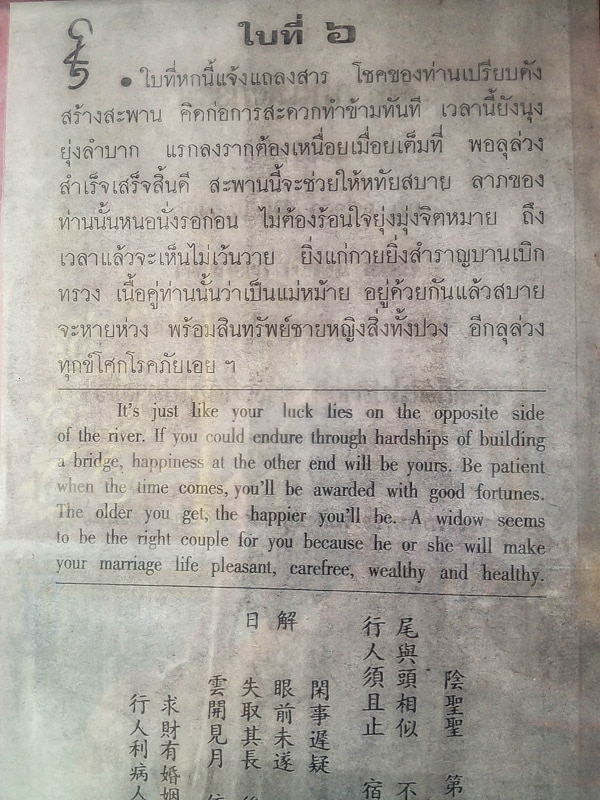 ใบที่ ๖
● ใบที่หกนี้แจ้งแถลงสาร โชคของท่านเปรียบดัง
สร้างสะพาน คิดก่อการสะดวกทำข้ามทันที เวลานี้ยังนุง
ยุ่งลำบาก แรกลงรากต้องเหนื่อยเมื่อยเต็มที่ พอลุล่วง
สำเร็จเสร็จสิ้นดี สะพานนี้จะช่วยให้หทัยสบาย ลาภของ
ท่านนั้นหนอนั่งรอก่อน ไม่ต้องร้อนใจยุ่งมุ่งจิตหมาย ถึง
เวลาแล้วจะเห็นไม่เว้นวาย ยิ่งแก่กายยิ่งสำราญบานเบิก
ทรวง เนื้อคู่ท่านนั้นว่าเป็นแม่หม้าย อยู่ด้วยกันแล้วสบาย
จะหายห่วง พร้อมสินทรัพย์ชายหญิงสิ่งทั้งปวง อีกลุล่วง
ทุกข์โศกโรคภัยเอย ฯ
It's just like your luck lies on the opposite side
of the river. If you could endure through hardships of building
a bridge, happiness at the other end will be yours. Be patient
when the time comes, you'll be awarded with good fortunes.
The older you get, the happier you'll be. A widow seems
to be the right couple for you because he or she will make
your marriage life pleasant, carefree, wealthy and healthy.
陰聖聖 第
尾與頭相似 不
行人須且止 宿
閑事遲疑
解 眼前未遂
日 失取其長
雲開見月
求財有婚姻
行人利病人